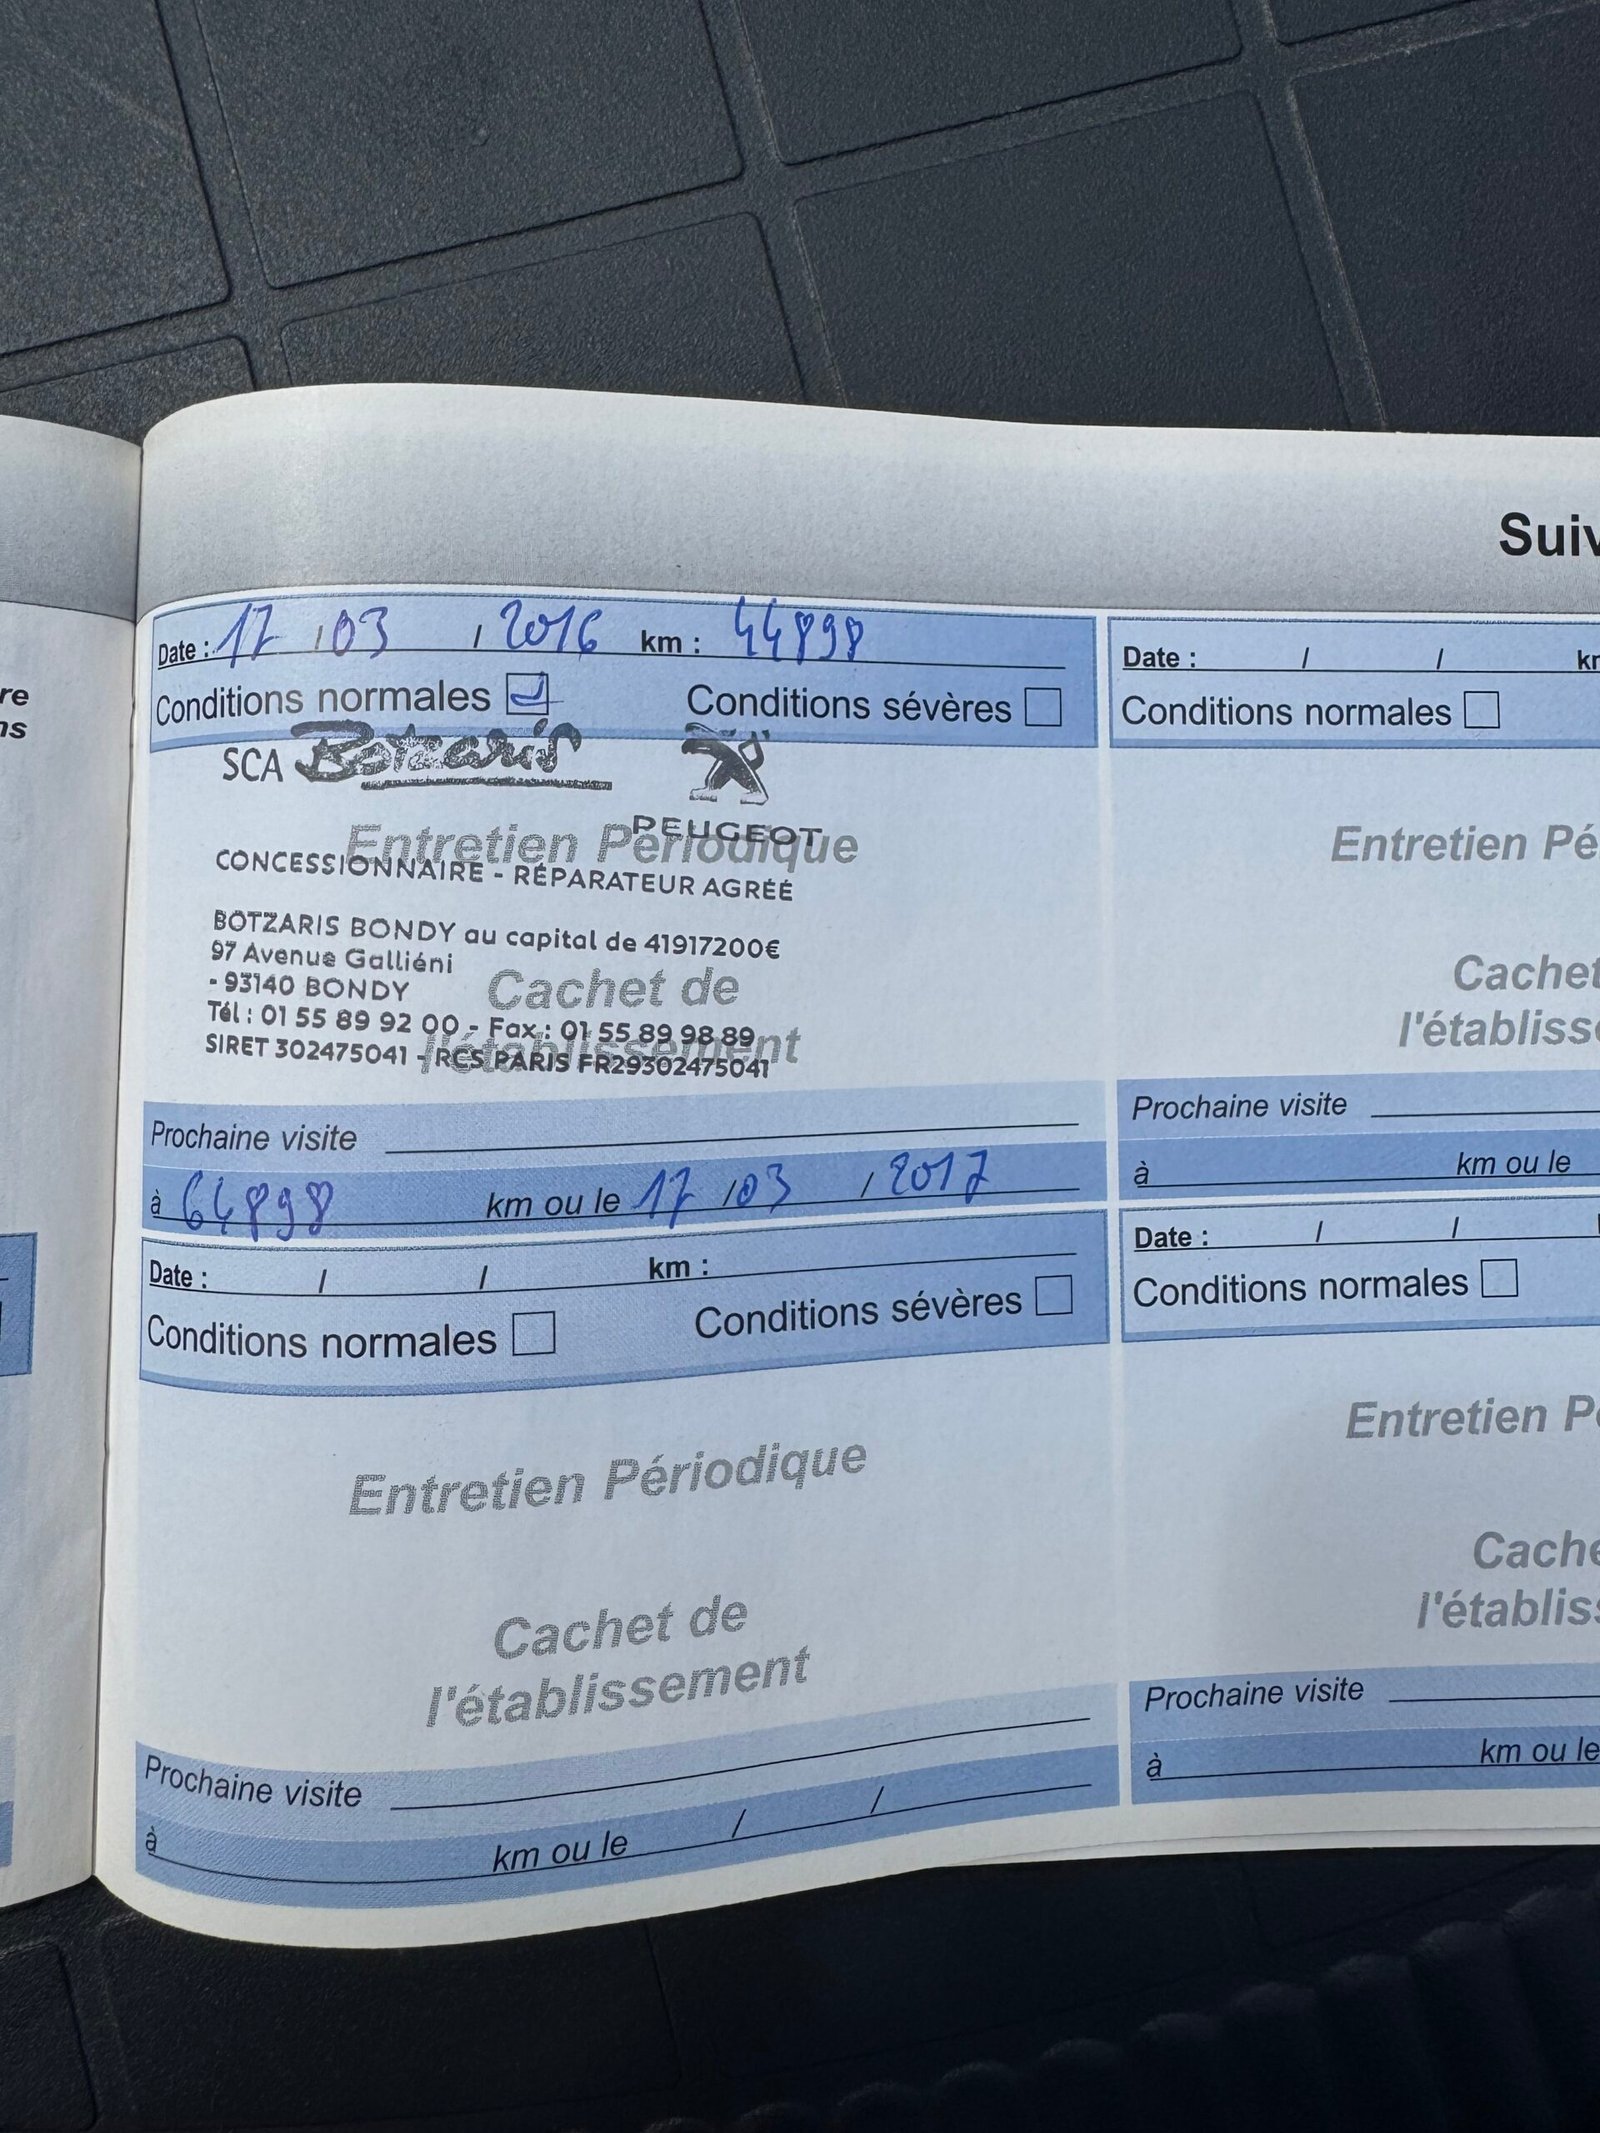 re
ns
Suiv
Date : 17 / 03 / 2016 km : 44898
Conditions normales Conditions sévères
SCA Botzaris
PEUGEOT
Entretien Périodique
CONCESSIONNAIRE - RÉPARATEUR AGRÉÉ
BOTZARIS BONDY au capital de 41917200€
97 Avenue Galliéni
- 93140 BONDY
Cachet de
Tél : 01 55 89 92 00 - Fax : 01 55 89 98 89
l'établissement
SIRET 302475041 - RCS PARIS FR29302475041
Prochaine visite
à 64898 km ou le 17 / 03 / 2017
Date : / / km :
Conditions normales Conditions sévères
Entretien Périodique
Cachet de
l'établissement
Prochaine visite
à km ou le / /
Date : / / km
Conditions normales
Entretien Pé
Cachet
l'établisse
Prochaine visite
à km ou le
Date : / /
Conditions normales
Entretien Pé
Cache
l'établiss
Prochaine visite
à km ou le